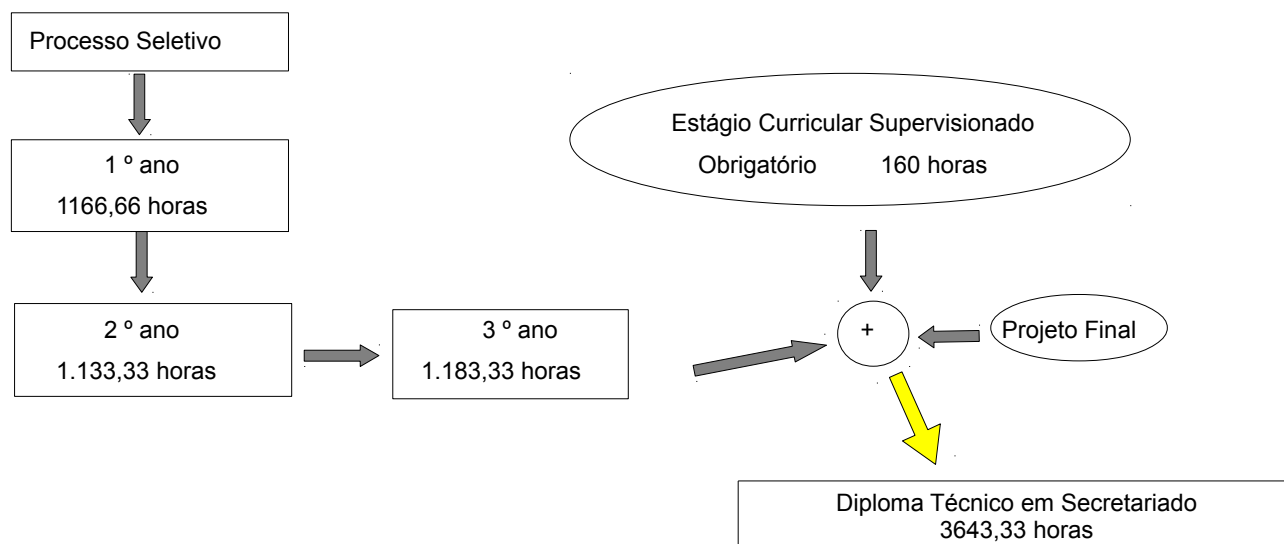 Processo Seletivo
1 º ano
1166,66 horas
2 º ano
1.133,33 horas
3 º ano
1.183,33 horas
Estágio Curricular Supervisionado
Obrigatório 160 horas
+
Projeto Final
Diploma Técnico em Secretariado
3643,33 horas